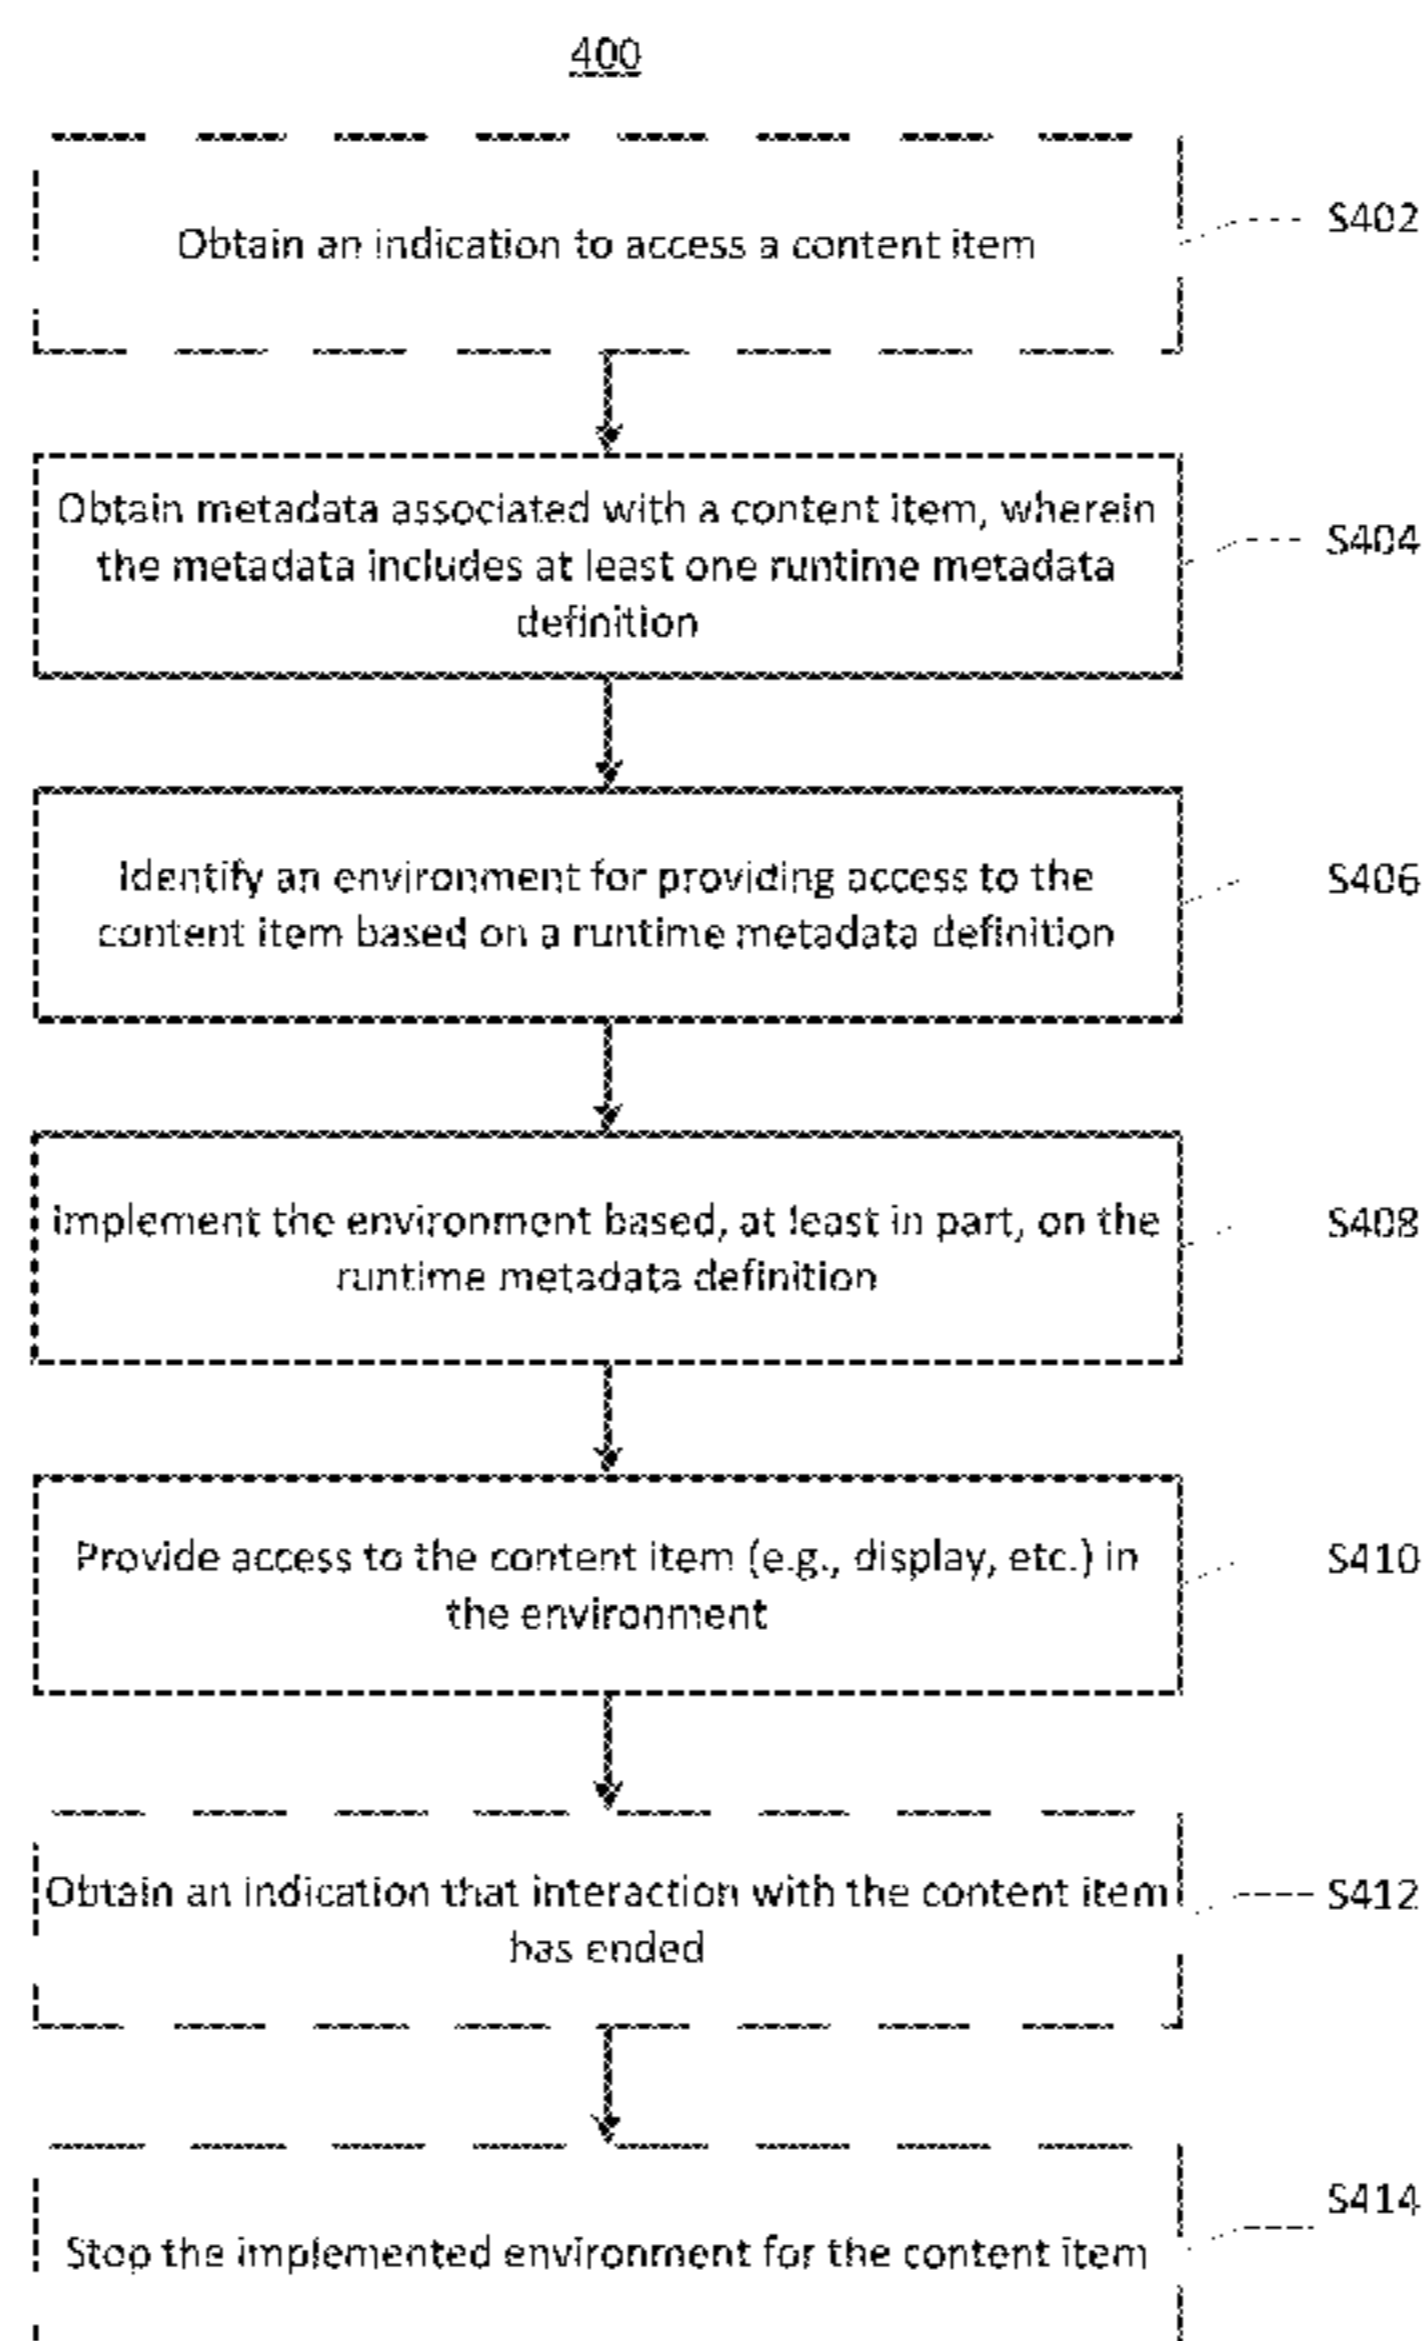 400
Obtain an indication to access a content item
S402
Obtain metadata associated with a content item, wherein
the metadata includes at least one runtime metadata
definition
S404
Identify an environment for providing access to the
content item based on a runtime metadata definition
S406
Implement the environment based, at least in part, on the
runtime metadata definition
S408
Provide access to the content item (e.g., display, etc.) in
the environment
S410
Obtain an indication that interaction with the content item
has ended
S412
Stop the implemented environment for the content item
S414